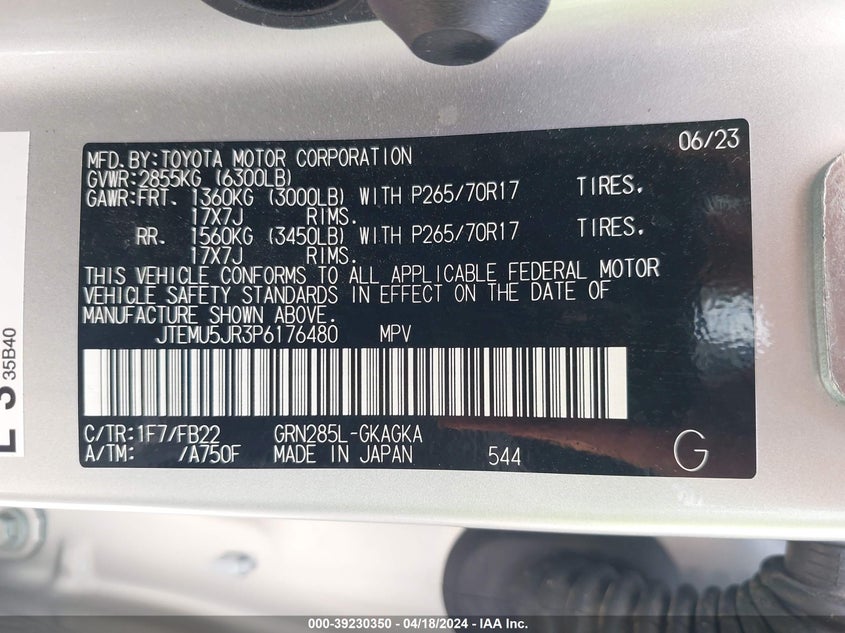 06/23
MFD.BY:TOYOTA MOTOR CORPORATION
GVWR:2855KG (6300LB)
GAWR:FRT. 1360KG (3000LB) WITH P265/70R17 TIRES.
17X7J RIMS.
RR. 1560KG (3450LB) WITH P265/70R17 TIRES.
17X7J RIMS.
THIS VEHICLE CONFORMS TO ALL APPLICABLE FEDERAL MOTOR
VEHICLE SAFETY STANDARDS IN EFFECT ON THE DATE OF
MANUFACTURE SHOWN ABOVE.
JTEMU5JR3P6176480 MPV
C/TR:1F7/FB22 GRN285L-GKAGKA
A/TM: /A750F MADE IN JAPAN 544
G
35B40
000-39230350 - 04/18/2024 - IAA Inc.